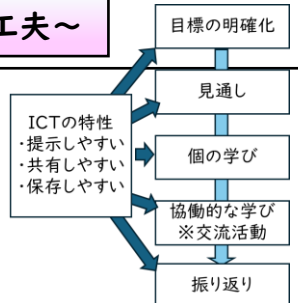 工夫～
目標の明確化
見通し
ICTの特性
・提示しやすい
・共有しやすい
・保存しやすい
個の学び
協働的な学び
※交流活動
振り返り